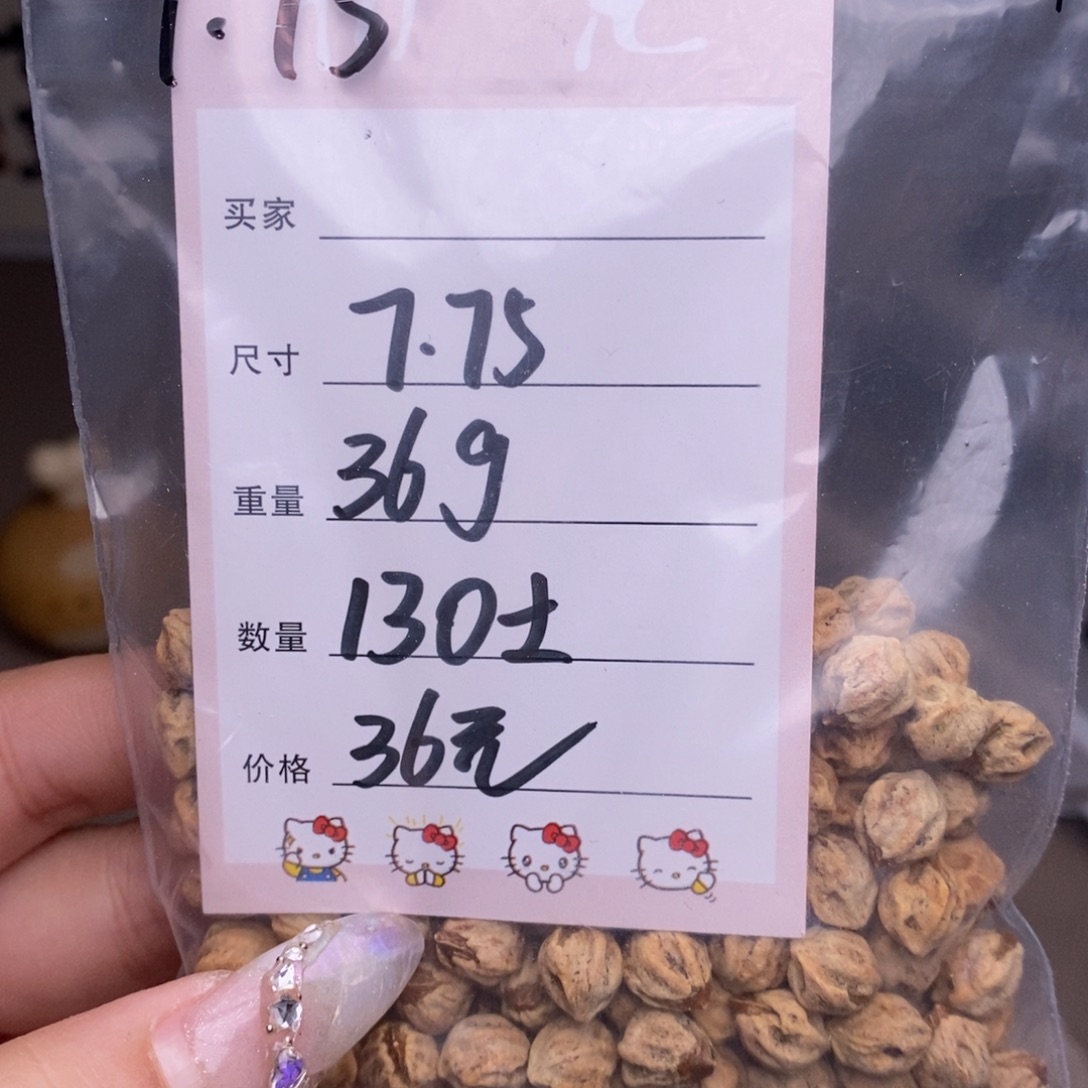 买家
尺寸 7.75
重量 36g
数量 130±
价格 36元